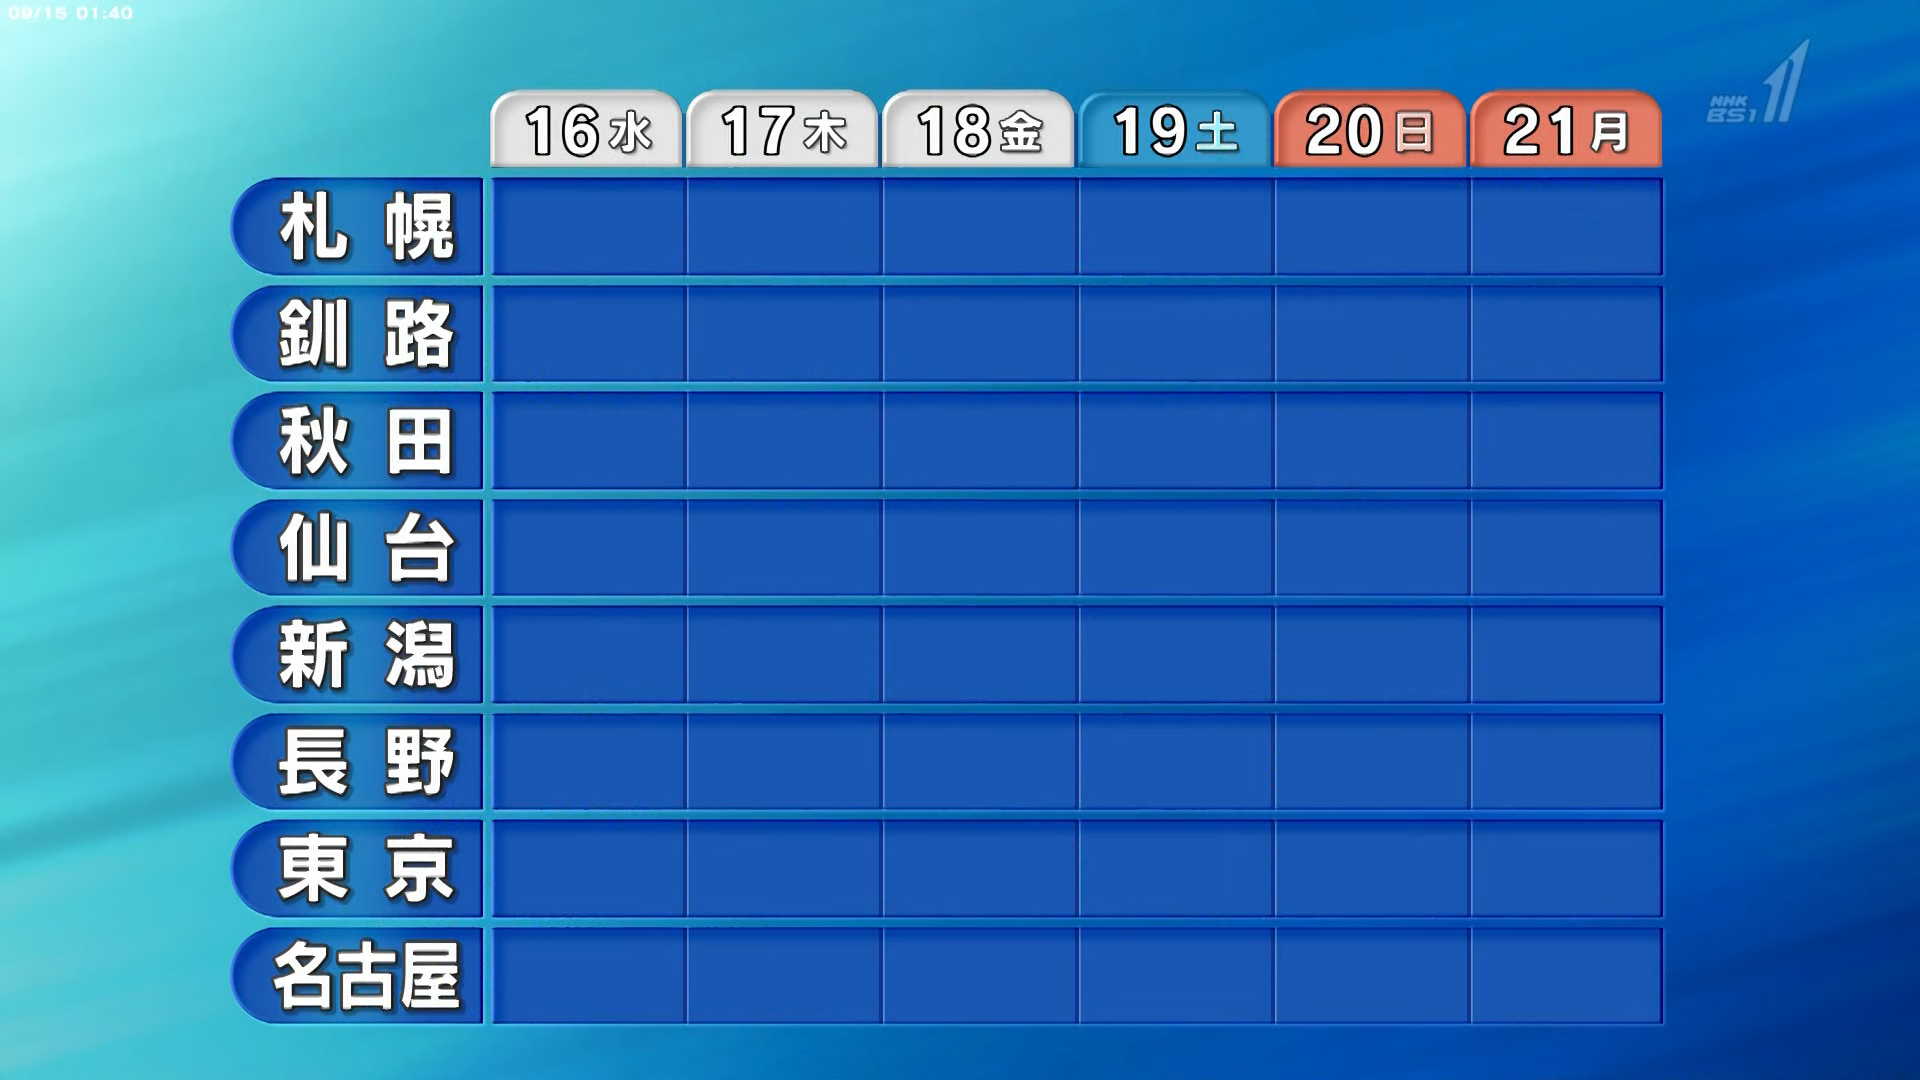 09/15 01:40
NHK
BS1
16水 17木 18金 19土 20日 21月
札幌
釧路
秋田
仙台
新潟
長野
東京
名古屋